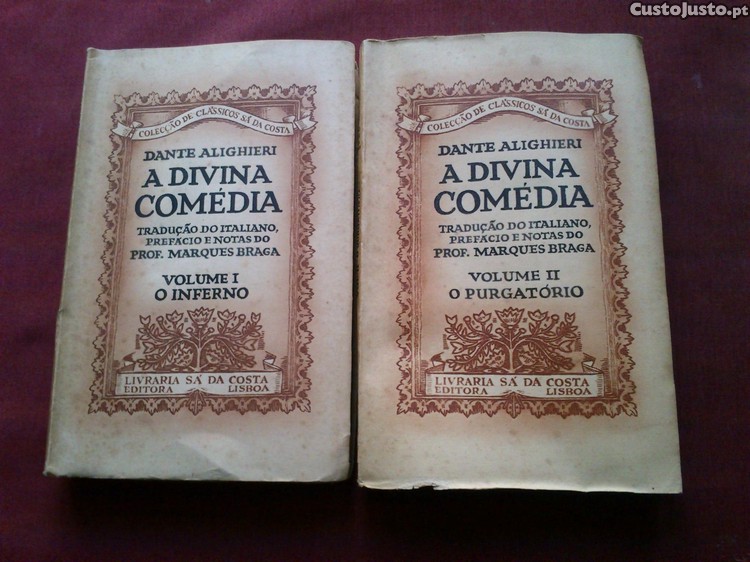 CustoJusto.pt
COLECÇÃO DE CLÁSSICOS SÁ DA COSTA
DANTE ALIGHIERI
A DIVINA
COMÉDIA
TRADUÇÃO DO ITALIANO,
PREFÁCIO E NOTAS DO
PROF. MARQUES BRAGA
VOLUME I
O INFERNO
LIVRARIA SÁ DA COSTA
EDITORA LISBOA
COLECÇÃO DE CLÁSSICOS SÁ DA COSTA
DANTE ALIGHIERI
A DIVINA
COMÉDIA
TRADUÇÃO DO ITALIANO,
PREFÁCIO E NOTAS DO
PROF. MARQUES BRAGA
VOLUME II
O PURGATÓRIO
LIVRARIA SÁ DA COSTA
EDITORA LISBOA